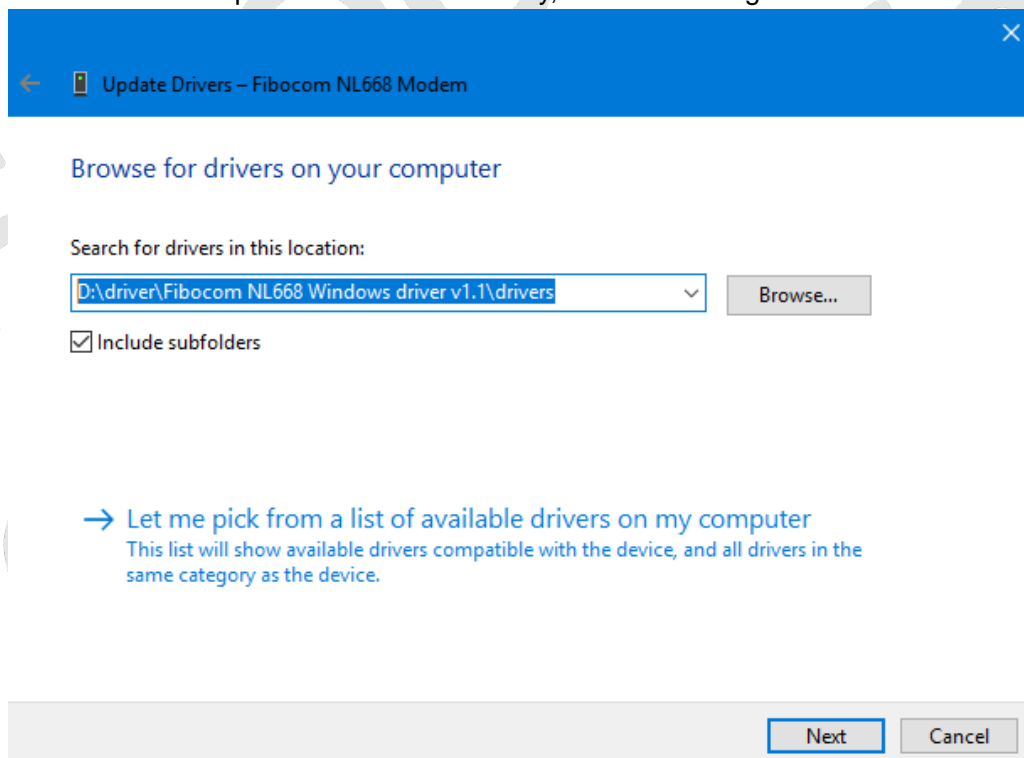 Update Drivers – Fibocom NL668 Modem
Browse for drivers on your computer
Search for drivers in this location:
D:\driver\Fibocom NL668 Windows driver v1.1\drivers
Browse...
Include subfolders
Let me pick from a list of available drivers on my computer
This list will show available drivers compatible with the device, and all drivers in the
same category as the device.
Next
Cancel